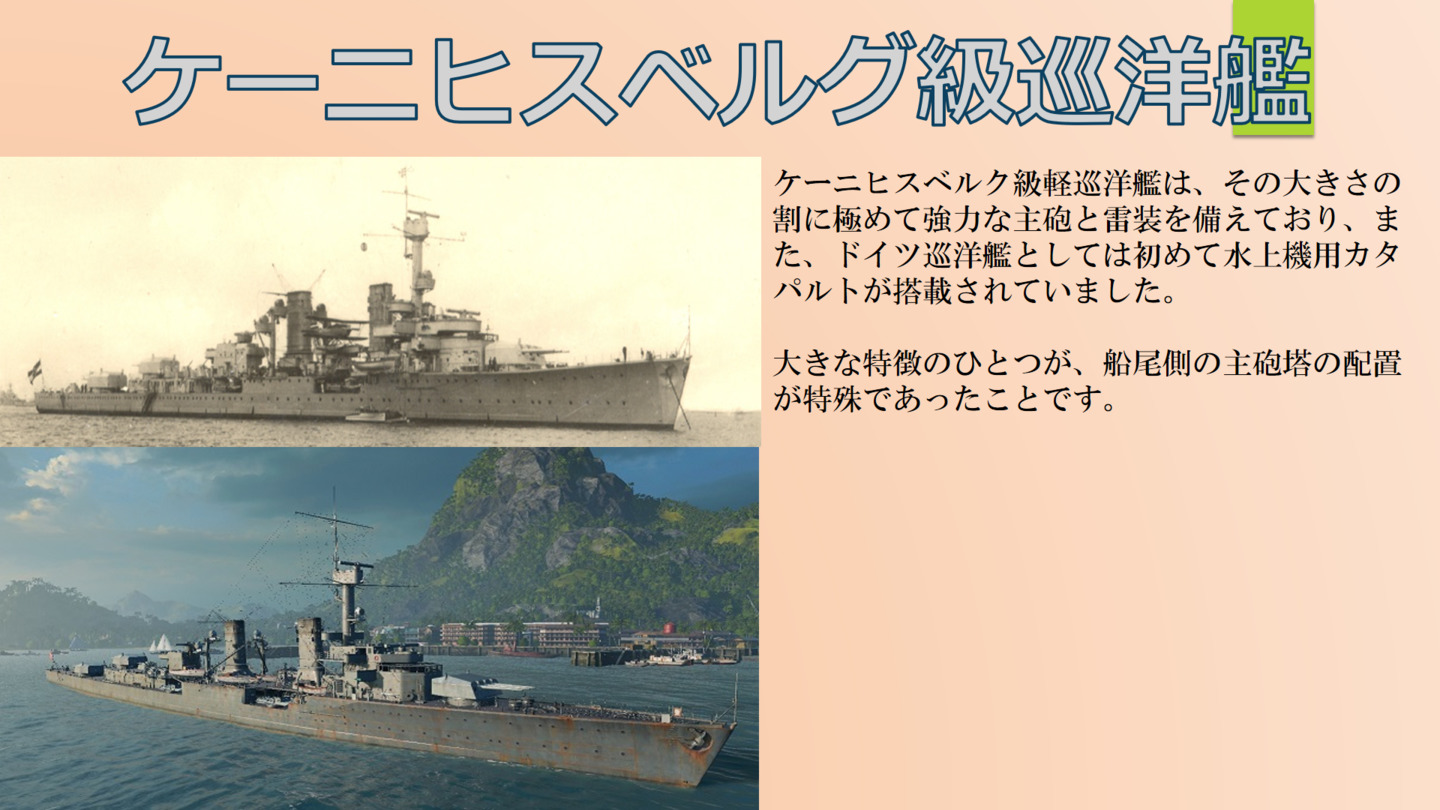 ケーニヒスベルグ級巡洋艦
ケーニヒスベルク級軽巡洋艦は、その大きさの
割に極めて強力な主砲と雷装を備えており、ま
た、ドイツ巡洋艦としては初めて水上機用カタ
パルトが搭載されていました。
大きな特徴のひとつが、船尾側の主砲塔の配置
が特殊であったことです。